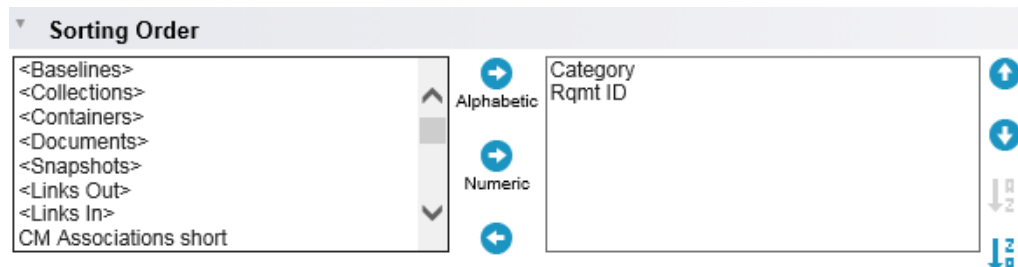 Sorting Order
<Baselines>
<Collections>
<Containers>
<Documents>
<Snapshots>
<Links Out>
<Links In>
CM Associations short
Alphabetic
Numeric
Category
Rqmt ID